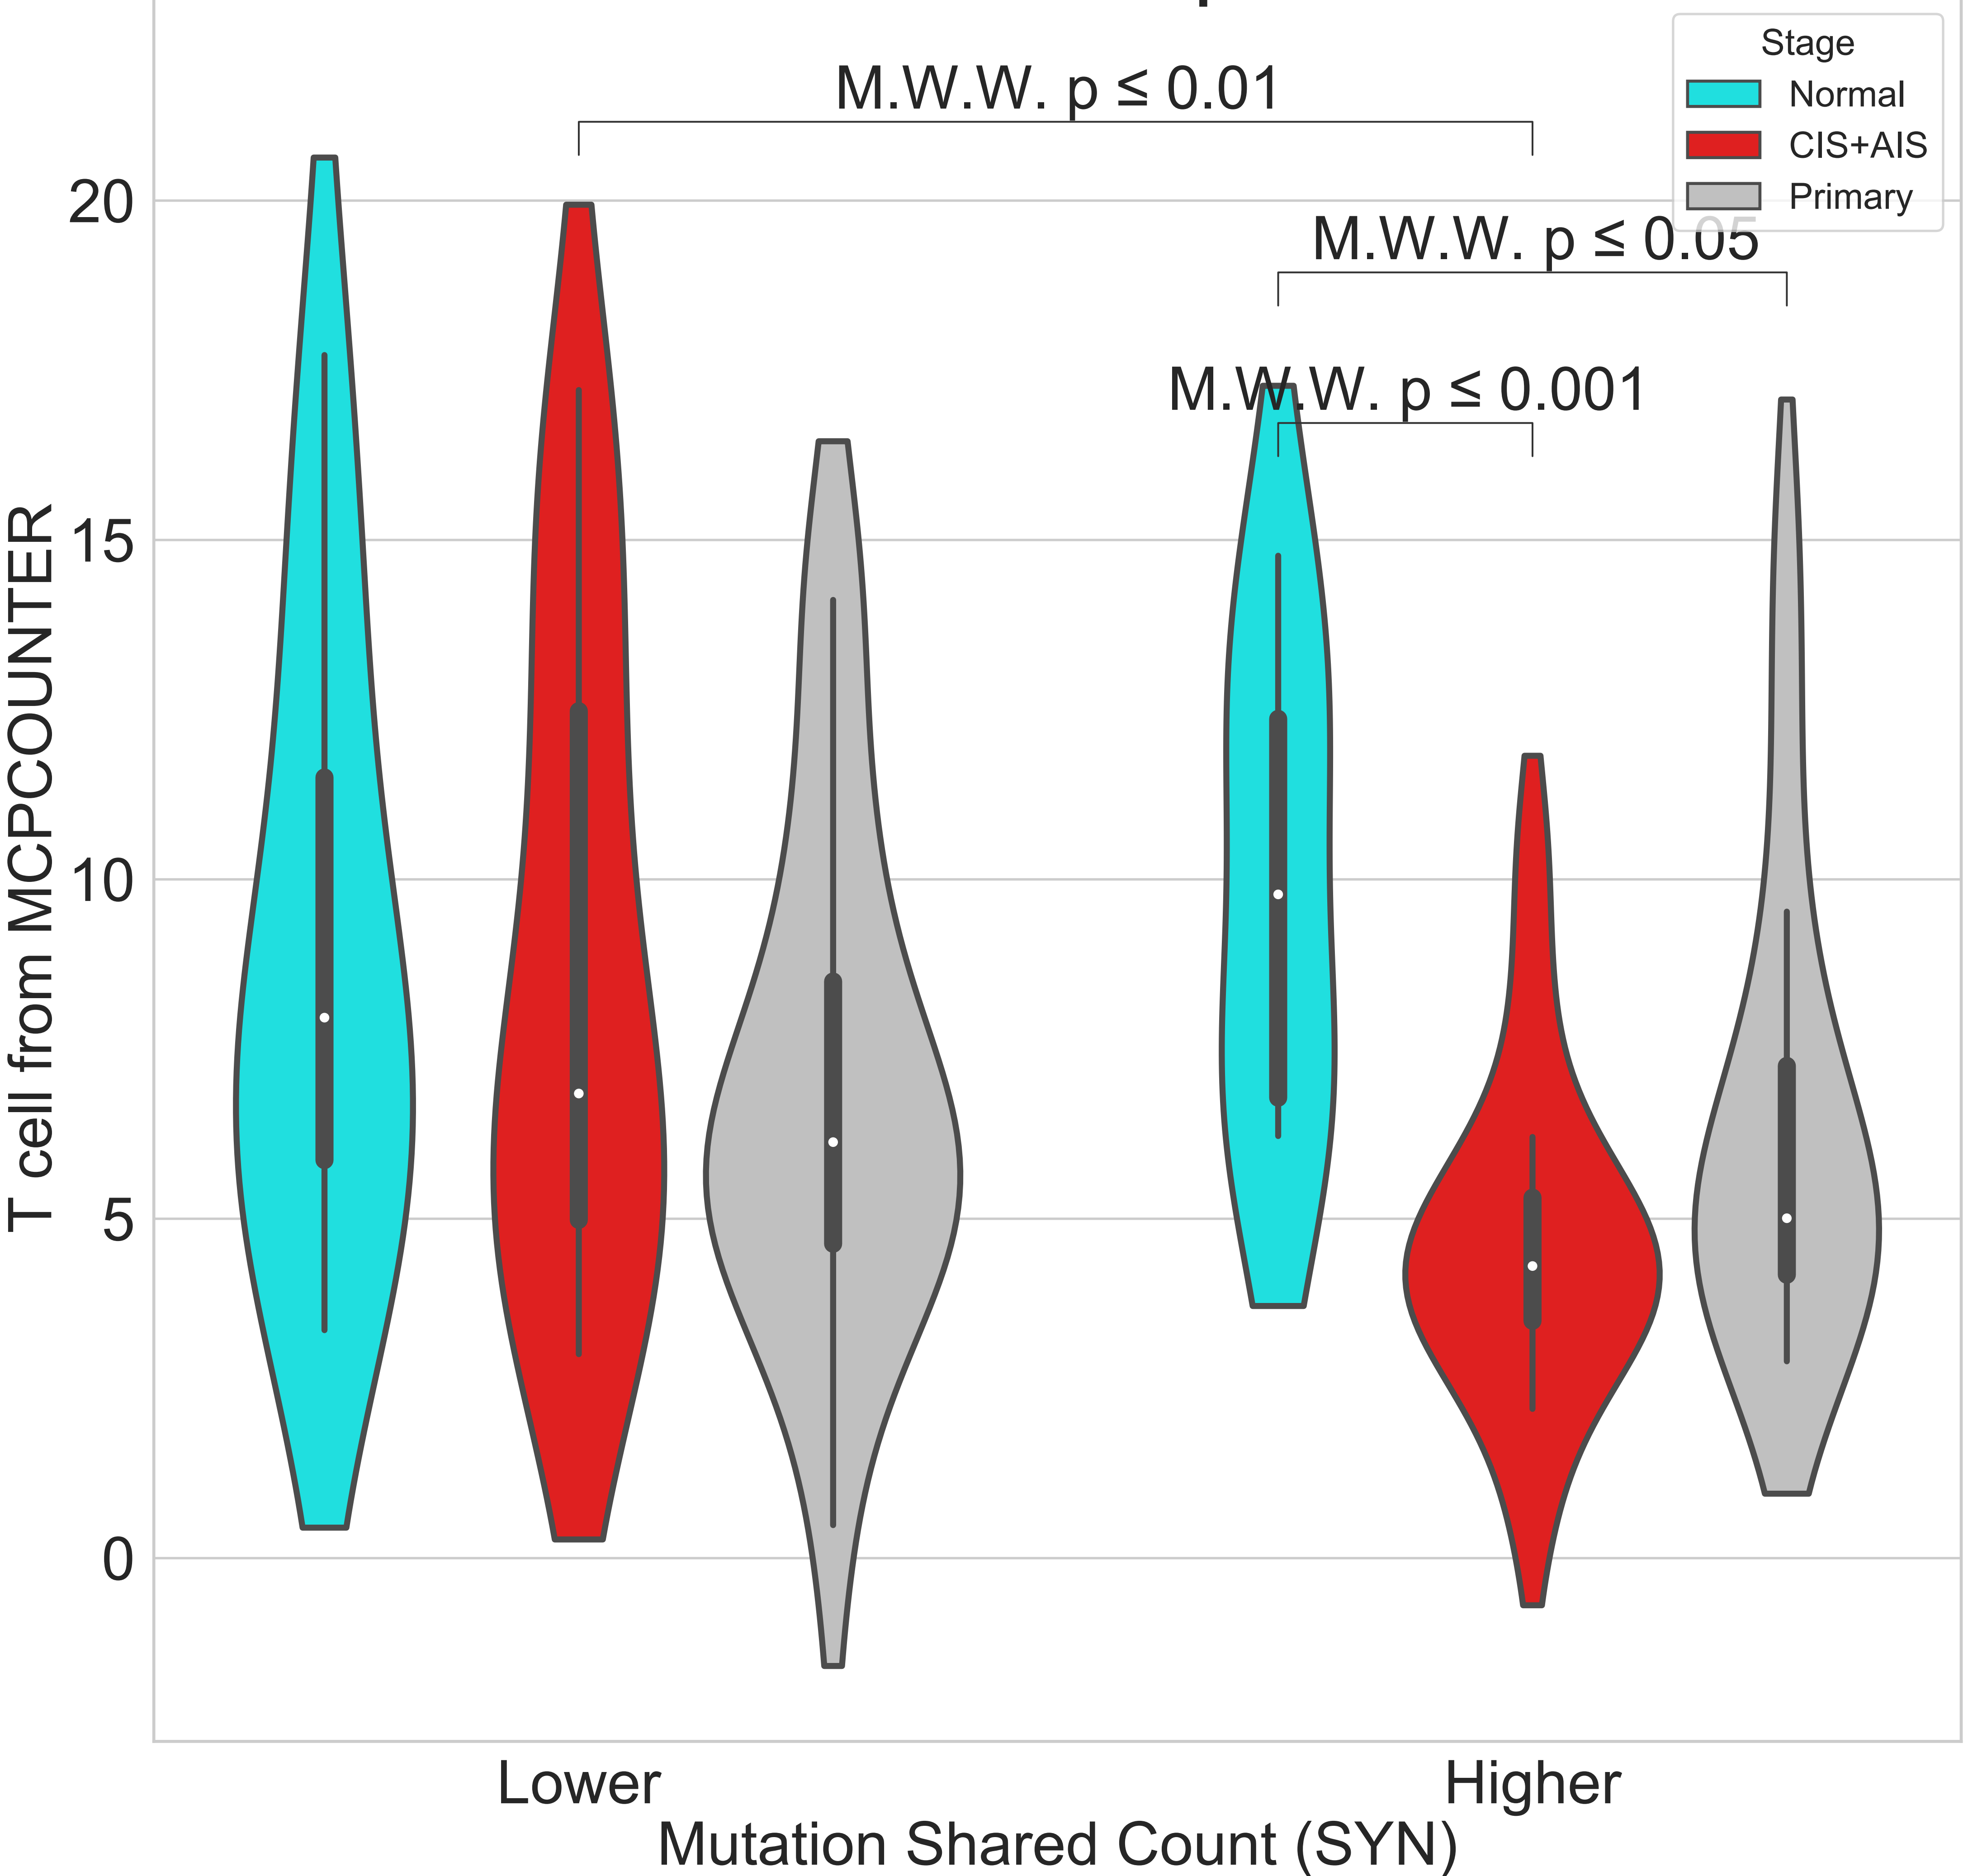 Stage
Normal
CIS+AIS
Primary
M.W.W. p ≤ 0.01
M.W.W. p ≤ 0.05
M.W.W. p ≤ 0.001
T cell from MCPCOUNTER
20
15
10
5
0
Lower
Higher
Mutation Shared Count (SYN)